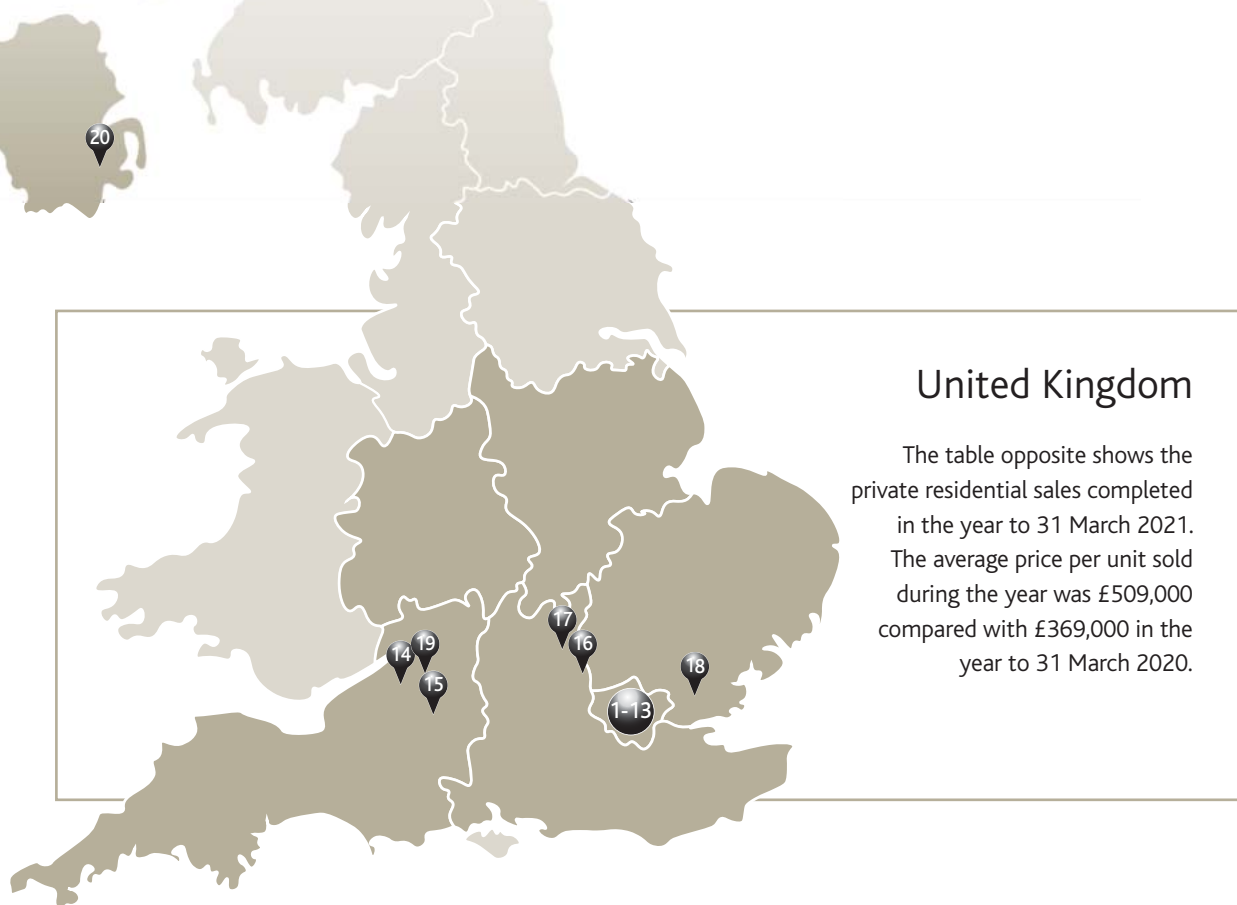 20
United Kingdom
The table opposite shows the
private residential sales completed
in the year to 31 March 2021.
The average price per unit sold
during the year was £509,000
compared with £369,000 in the
year to 31 March 2020.
17
16
19
14
18
15
1-13